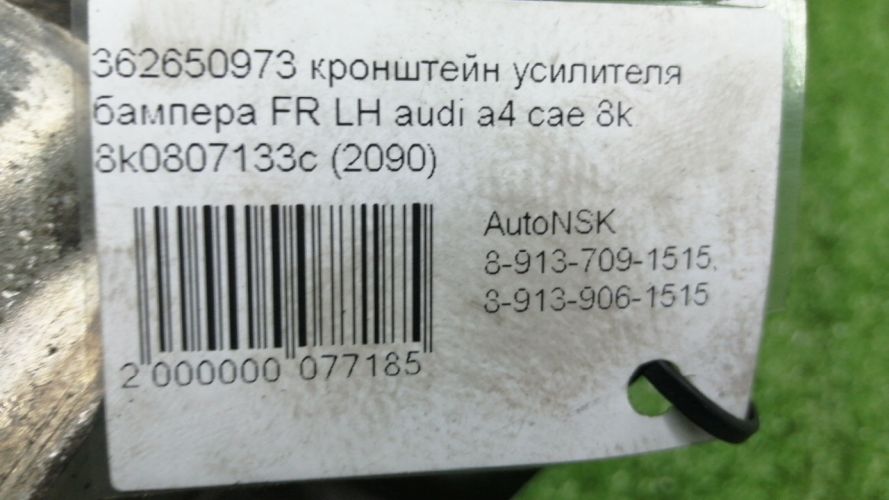 362650973 кронштейн усилителя
бампера FR LH audi a4 cae 8k
8k0807133c (2090)
AutoNSK
8-913-709-1515,
8-913-906-1515
2 000000 077185